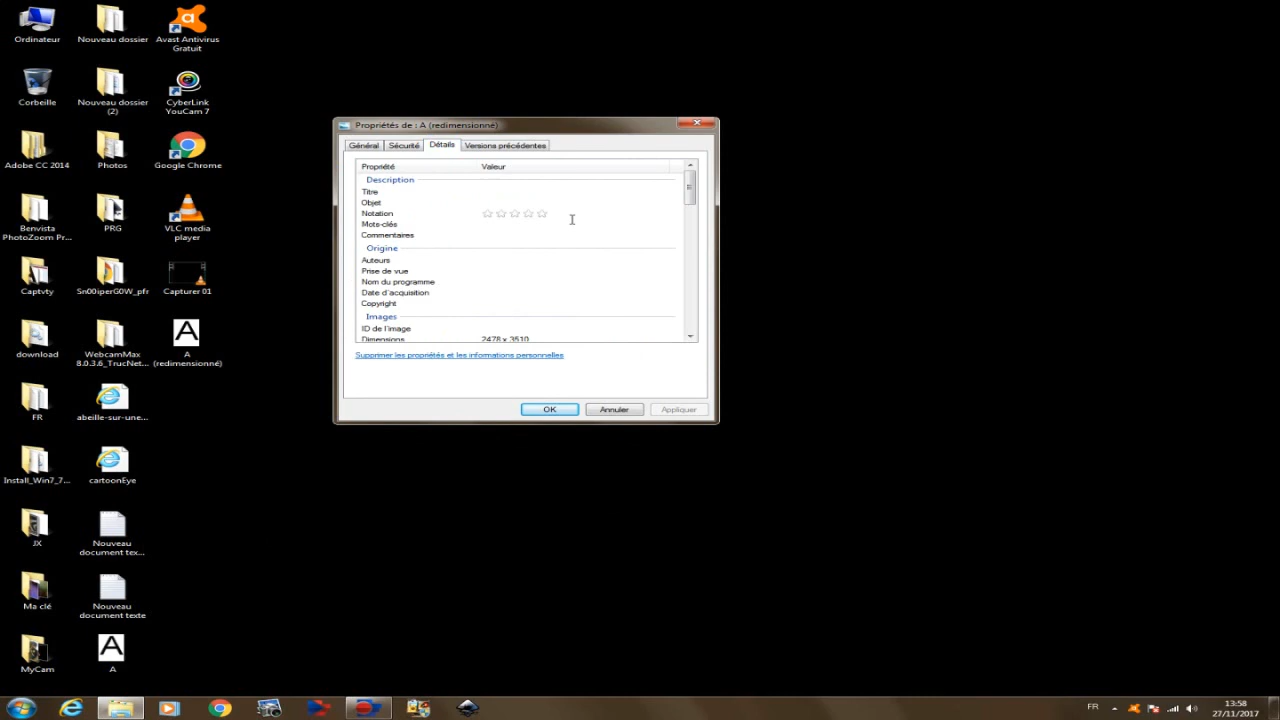 Ordinateur
Nouveau dossier
Avast Antivirus
Gratuit
Corbeille
Nouveau dossier
(2)
CyberLink
YouCam 7
Adobe CC 2014
Photos
Google Chrome
Benvista
PhotoZoom Pr...
PRG
VLC media
player
Captvty
Sn00iperG0W_pfr
Capturer 01
download
WebcamMax
8.0.3.6_TrucNet...
A
A
(redimensionné)
FR
abeille-sur-une...
Install_Win7_7...
cartoonEye
JX
Nouveau
document tex...
Ma clé
Nouveau
document texte
MyCam
A
A
Propriétés de : A (redimensionné)
Général
Sécurité
Détails
Versions précédentes
Propriété
Valeur
Description
Titre
Objet
Notation
Mots-clés
Commentaires
Origine
Auteurs
Prise de vue
Nom du programme
Date d'acquisition
Copyright
Images
ID de l'image
Dimensions
2478 x 3510
Supprimer les propriétés et les informations personnelles
OK
Annuler
Appliquer
FR
13:58
27/11/2017